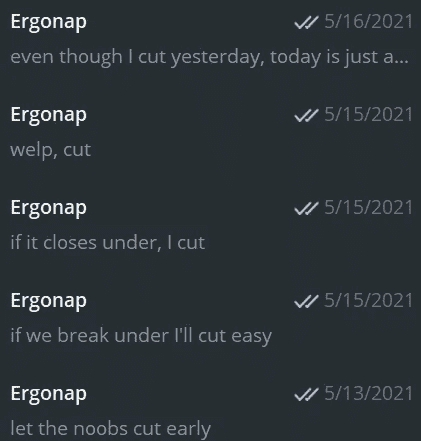 Ergonap 5/16/2021
even though I cut yesterday, today is just a...
Ergonap 5/15/2021
welp, cut
Ergonap 5/15/2021
if it closes under, I cut
Ergonap 5/15/2021
if we break under I'll cut easy
Ergonap 5/13/2021
let the noobs cut early